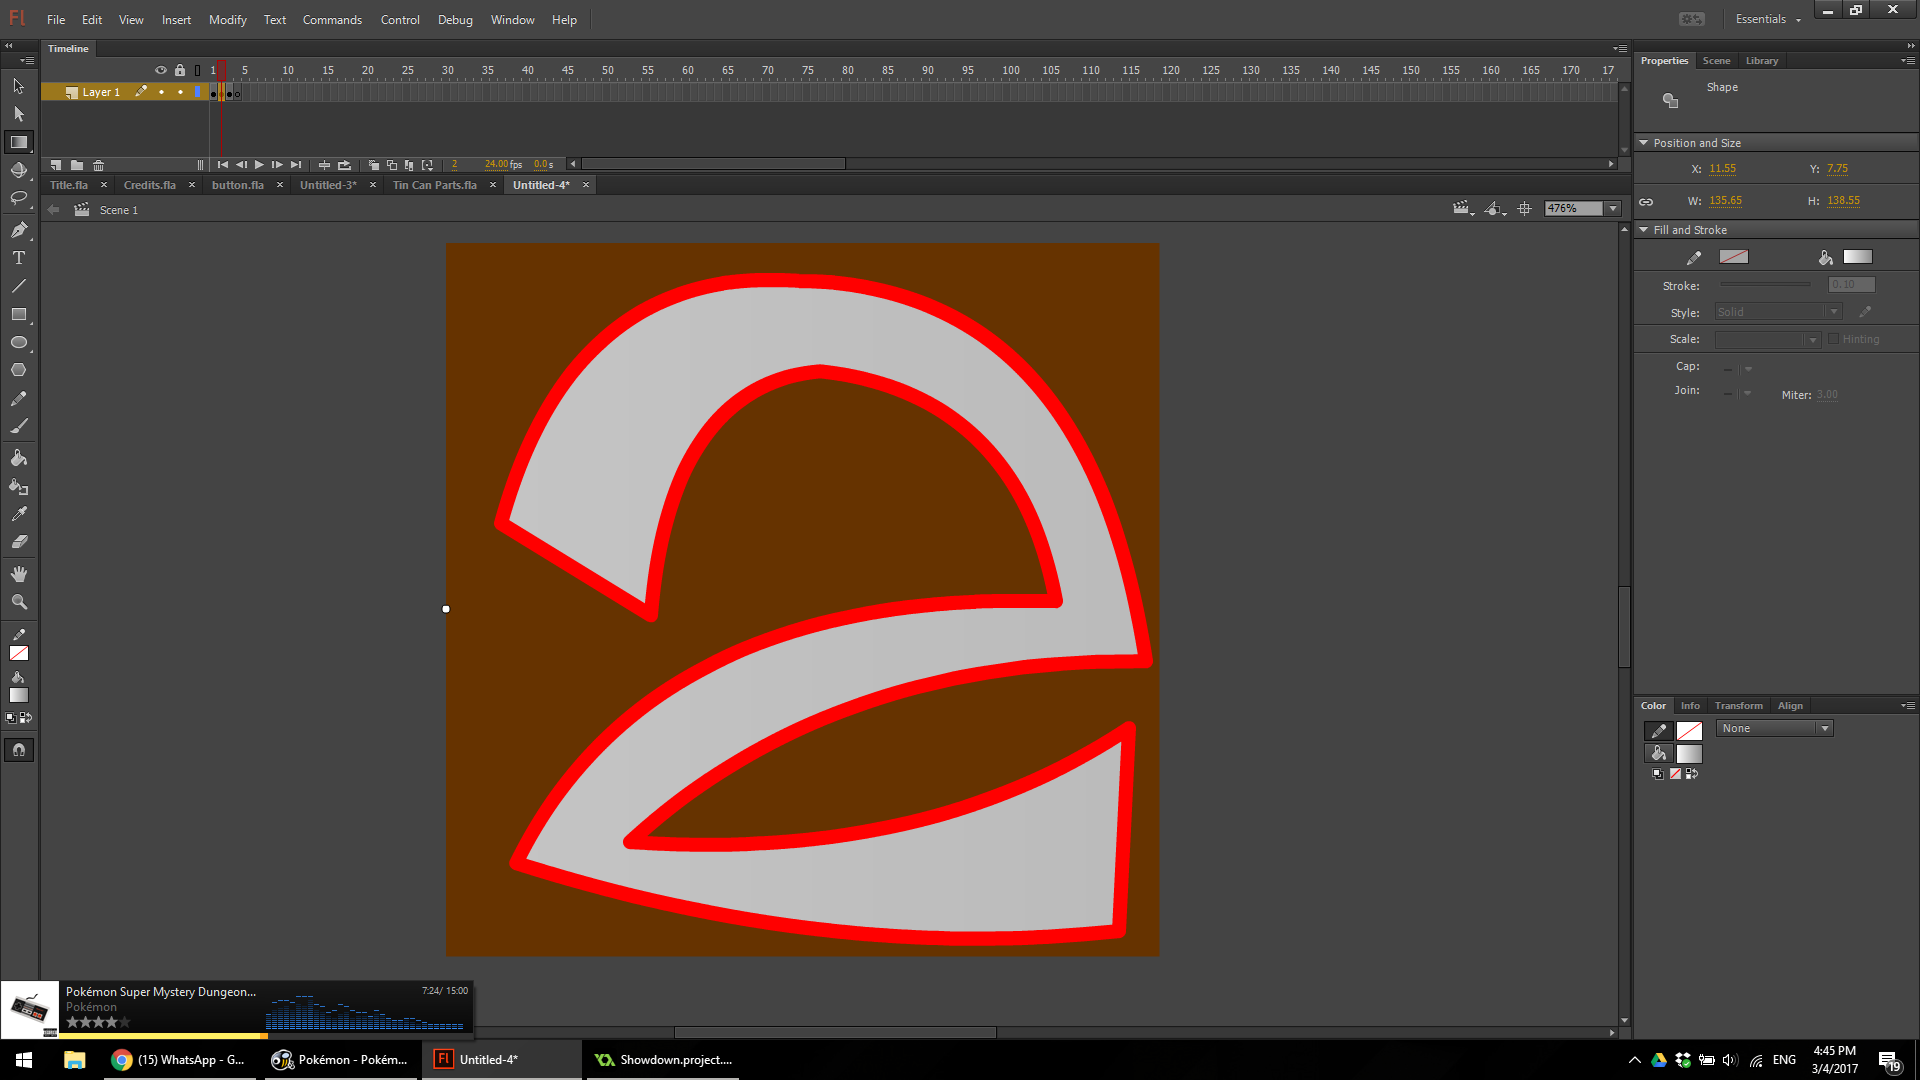 Fl File Edit View Insert Modify Text Commands Control Debug Window Help Essentials
Timeline
1 5 10 15 20 25 30 35 40 45 50 55 60 65 70 75 80 85 90 95 100 105 110 115 120 125 130 135 140 145 150 155 160 165 170 17
Layer 1
2 24.00 fps 0.0 s
Title.fla Credits.fla button.fla Untitled-3* Tin Can Parts.fla Untitled-4*
Scene 1 476%
2
Properties Scene Library
Shape
Position and Size
X: 11.55 Y: 7.75
W: 135.65 H: 138.55
Fill and Stroke
Stroke: 0.10
Style: Solid
Scale: Hinting
Cap:
Join: Miter: 3.00
Color Info Transform Align
None
Pokémon Super Mystery Dungeon... 7:24/ 15:00
Pokémon
(15) WhatsApp - G... Pokémon - Pokém... Fl Untitled-4* Showdown.project....
ENG 4:45 PM
3/4/2017
19